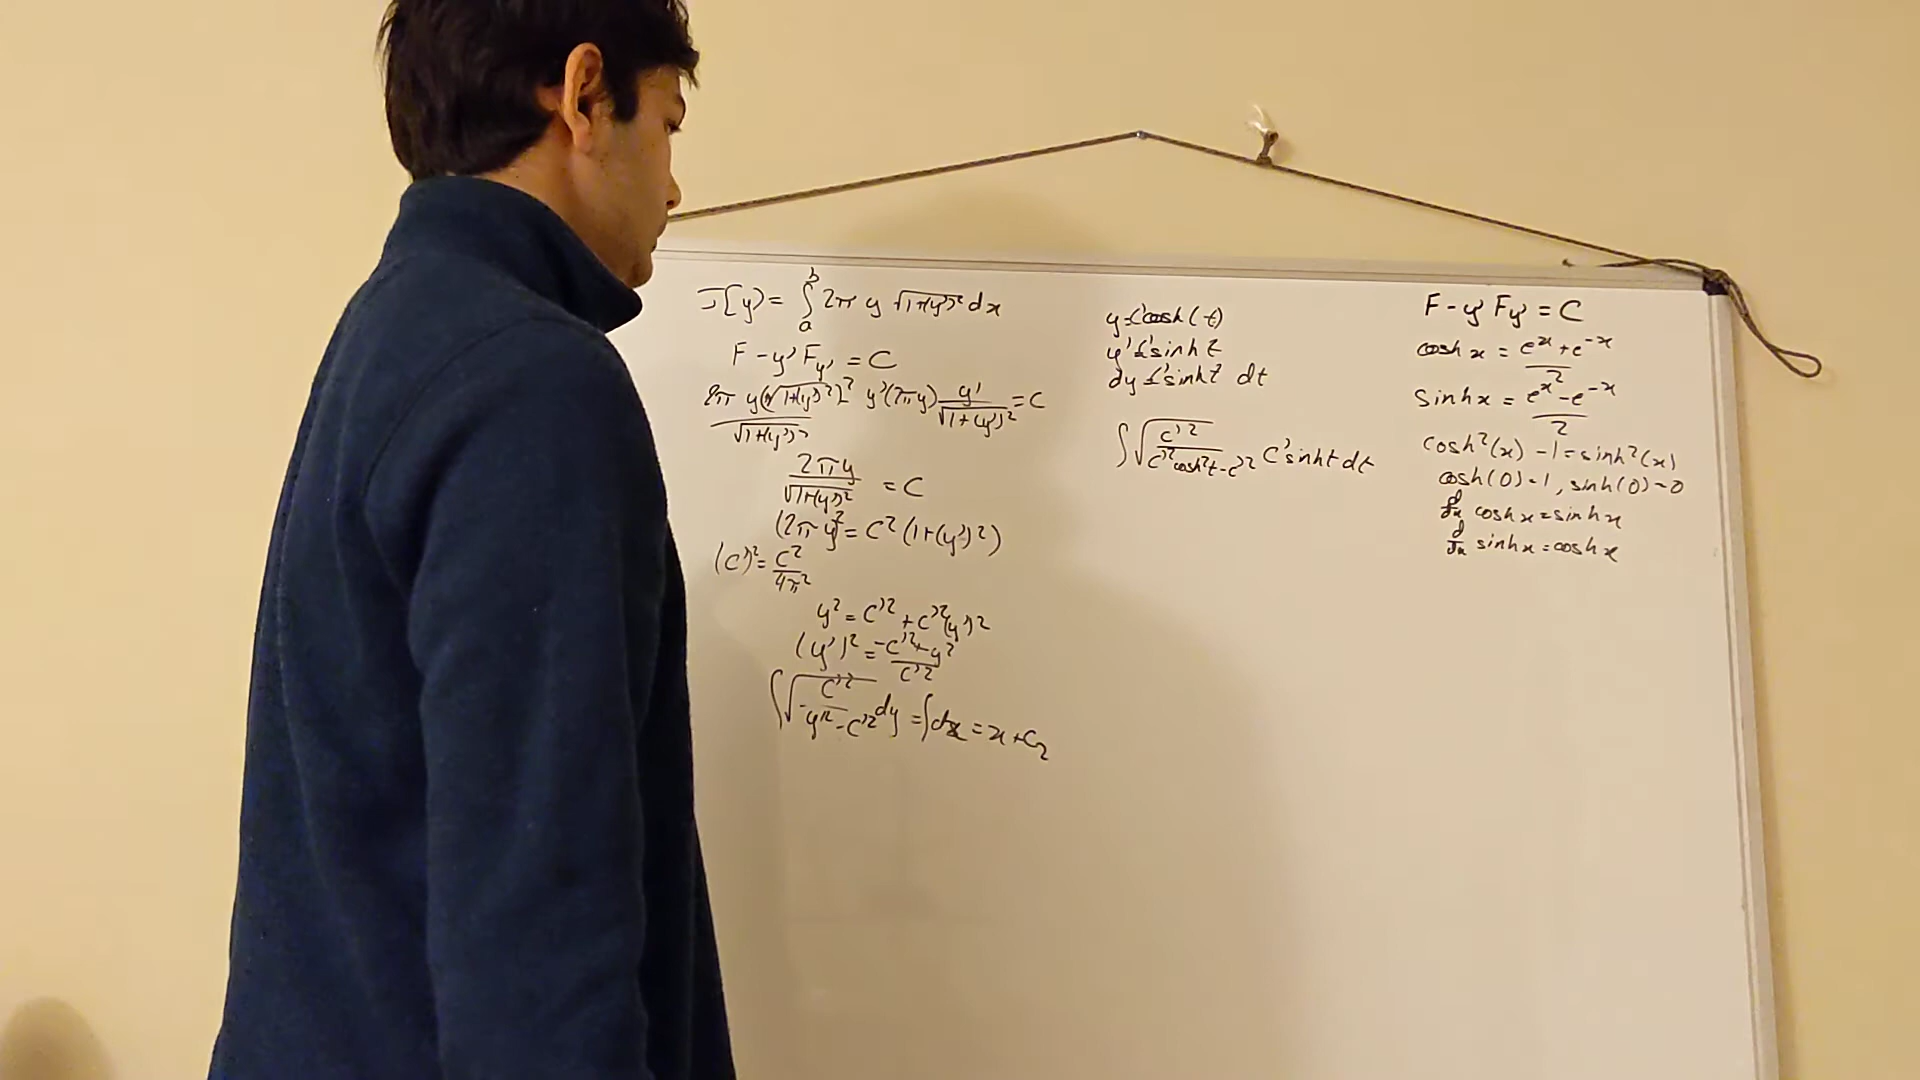 J[y) = ∫_a^b 2π y √(1+(y')² dx
F - y' F_y' = C
2π y(√(1+(y')²)² / √(1+(y')² - y'(2πy) y' / √(1+(y')² = C
2πy / √(1+(y')² = C
(2πy)² = C² (1+(y')²)
(C')² = C² / 4π²
y² = C'² + C'²(y')²
(y')² = -C'² + y² / C'²
∫ √(C'² / y² - C'²) dy = ∫dx = x + C₂
y = C'cosh(t)
y' = C'sinh t
dy = C'sinh t dt
∫ √(C'² / C'²cosh²t - C'²) C'sinht dt
F - y' F_y' = C
cosh x = e^x + e^-x / 2
sinh x = e^x - e^-x / 2
cosh²(x) - 1 = sinh²(x)
cosh(0) = 1, sinh(0) = 0
d/dx cosh x = sinh x
d/dx sinh x = cosh x